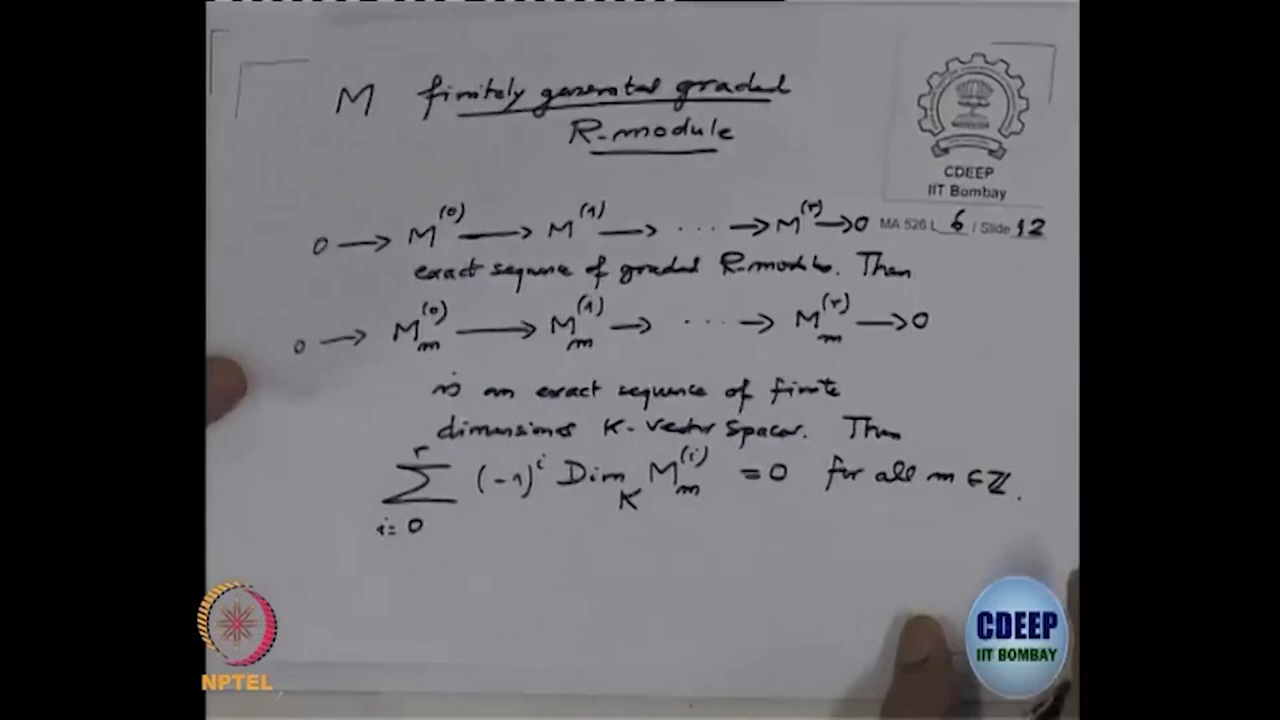 M finitely generated graded
R-module
CDEEP
IIT Bombay
MA 526 L 6 / Slide 12
0 → M^(0) → M^(1) → ... → M^(r) → 0
exact sequence of graded R-modules. Then
0 → M_m^(0) → M_m^(1) → ... → M_m^(r) → 0
is an exact sequence of finite
dimensional K-vector spaces. Then
∑_{i=0}^{r} (-1)^i Dim_K M_m^(i) = 0 for all m ∈ ℤ.
NPTEL
CDEEP
IIT BOMBAY